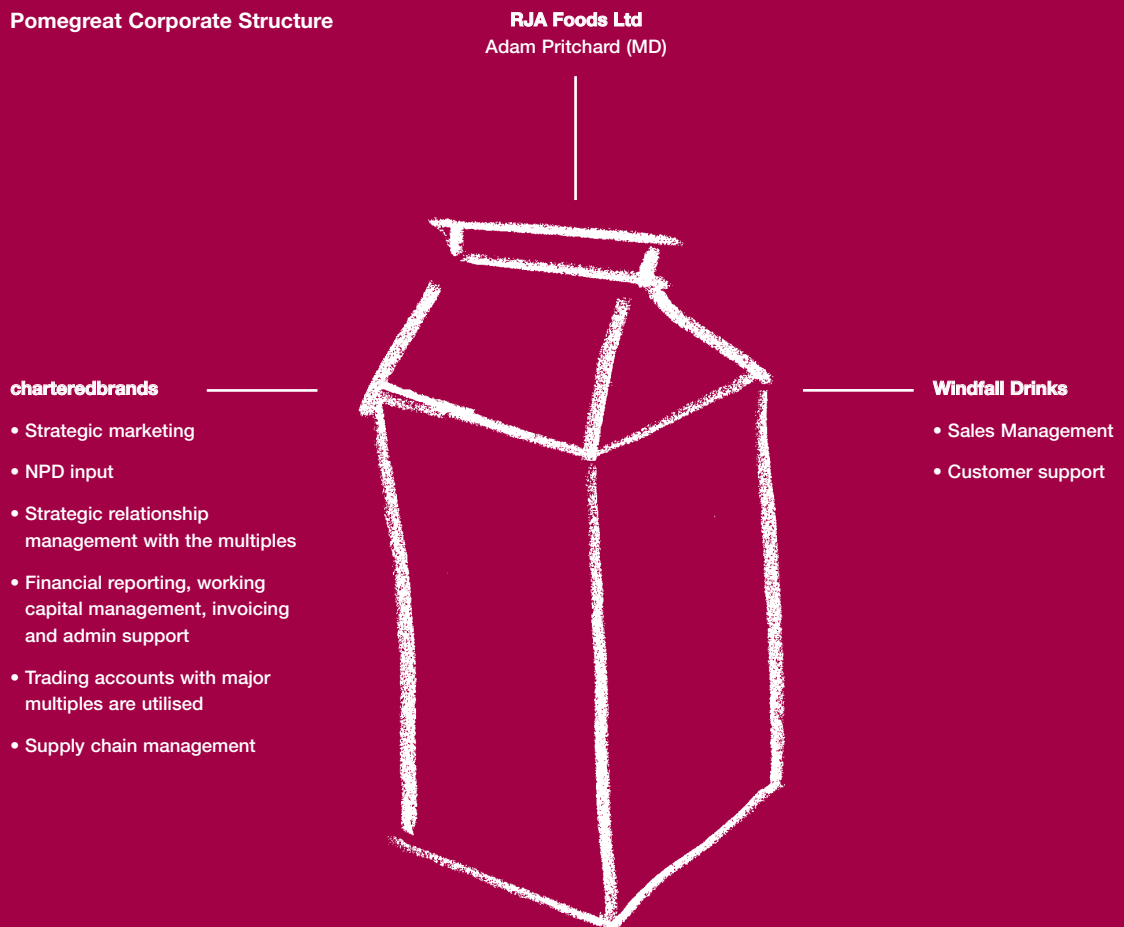 Pomegreat Corporate Structure
RJA Foods Ltd
Adam Pritchard (MD)
charteredbrands
• Strategic marketing
• NPD input
• Strategic relationship
management with the multiples
• Financial reporting, working
capital management, invoicing
and admin support
• Trading accounts with major
multiples are utilised
• Supply chain management
Windfall Drinks
• Sales Management
• Customer support